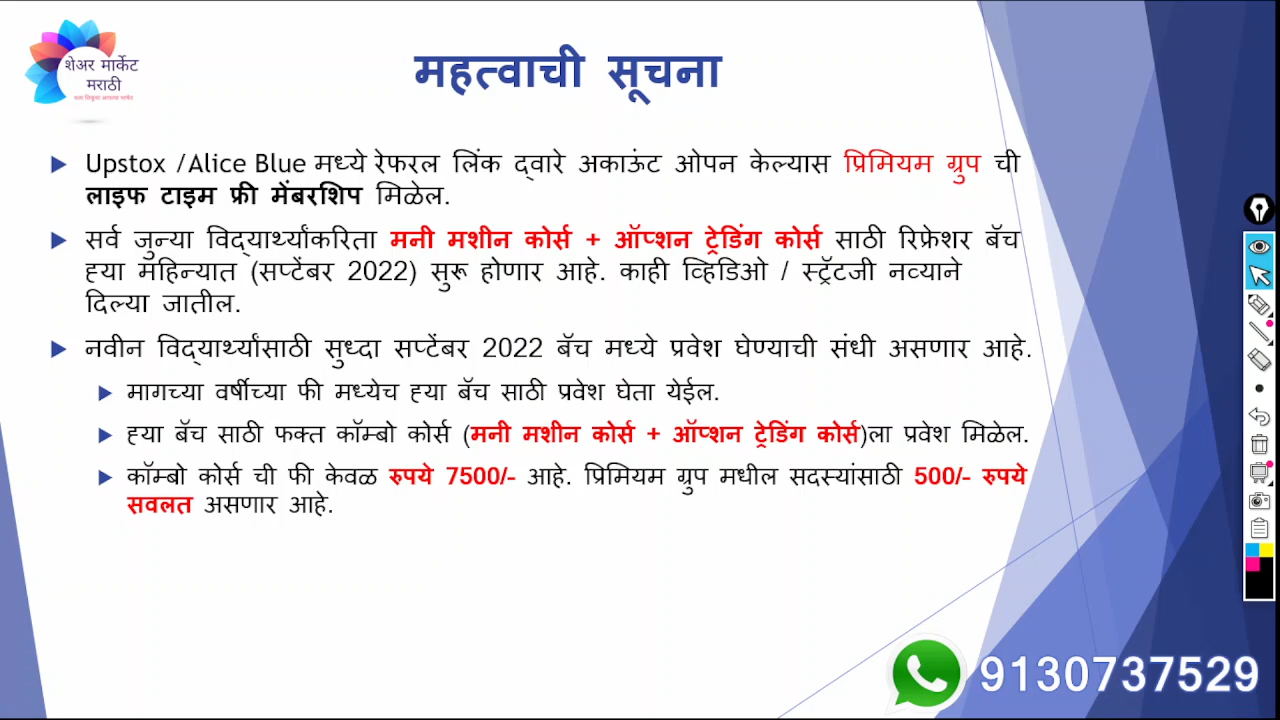 शेअर मार्केट
मराठी
महत्वाची सूचना
Upstox /Alice Blue मध्ये रेफरल लिंक द्वारे अकाऊंट ओपन केल्यास प्रिमियम ग्रुप ची
लाइफ टाइम फ्री मेंबरशिप मिळेल.
सर्व जुन्या विद्यार्थ्यांकरिता मनी मशीन कोर्स + ऑप्शन ट्रेडिंग कोर्स साठी रिफ्रेशर बॅच
ह्या महिन्यात (सप्टेंबर 2022) सुरू होणार आहे. काही व्हिडिओ / स्ट्रॅटजी नव्याने
दिल्या जातील.
नवीन विद्यार्थ्यांसाठी सुध्दा सप्टेंबर 2022 बॅच मध्ये प्रवेश घेण्याची संधी असणार आहे.
मागच्या वर्षीच्या फी मध्येच ह्या बॅच साठी प्रवेश घेता येईल.
ह्या बॅच साठी फक्त कॉम्बो कोर्स (मनी मशीन कोर्स + ऑप्शन ट्रेडिंग कोर्स)ला प्रवेश मिळेल.
कॉम्बो कोर्स ची फी केवळ रुपये 7500/- आहे. प्रिमियम ग्रुप मधील सदस्यांसाठी 500/- रुपये
सवलत असणार आहे.
9130737529